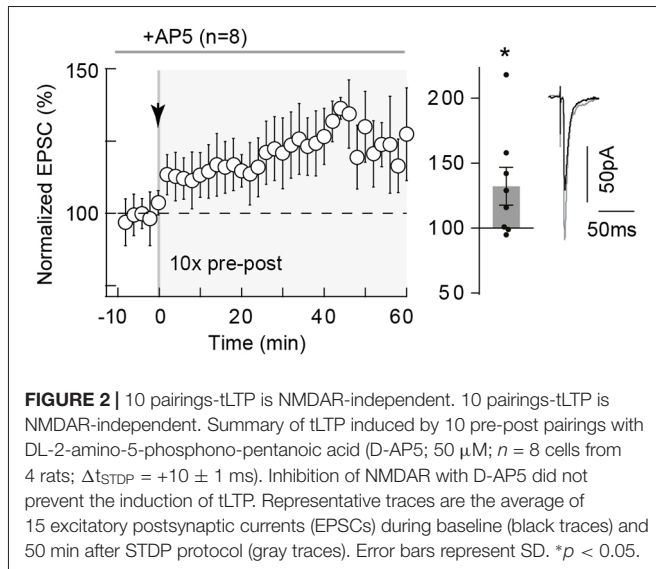 +AP5 (n=8)
Normalized EPSC (%)
150
100
10x pre-post
-10 0 20 40 60
Time (min)
*
200
150
100
50
50pA
50ms
FIGURE 2 | 10 pairings-tLTP is NMDAR-independent. 10 pairings-tLTP is
NMDAR-independent. Summary of tLTP induced by 10 pre-post pairings with
DL-2-amino-5-phosphono-pentanoic acid (D-AP5; 50 μM; n = 8 cells from
4 rats; ΔtSTDP = +10 ± 1 ms). Inhibition of NMDAR with D-AP5 did not
prevent the induction of tLTP. Representative traces are the average of
15 excitatory postsynaptic currents (EPSCs) during baseline (black traces) and
50 min after STDP protocol (gray traces). Error bars represent SD. *p < 0.05.